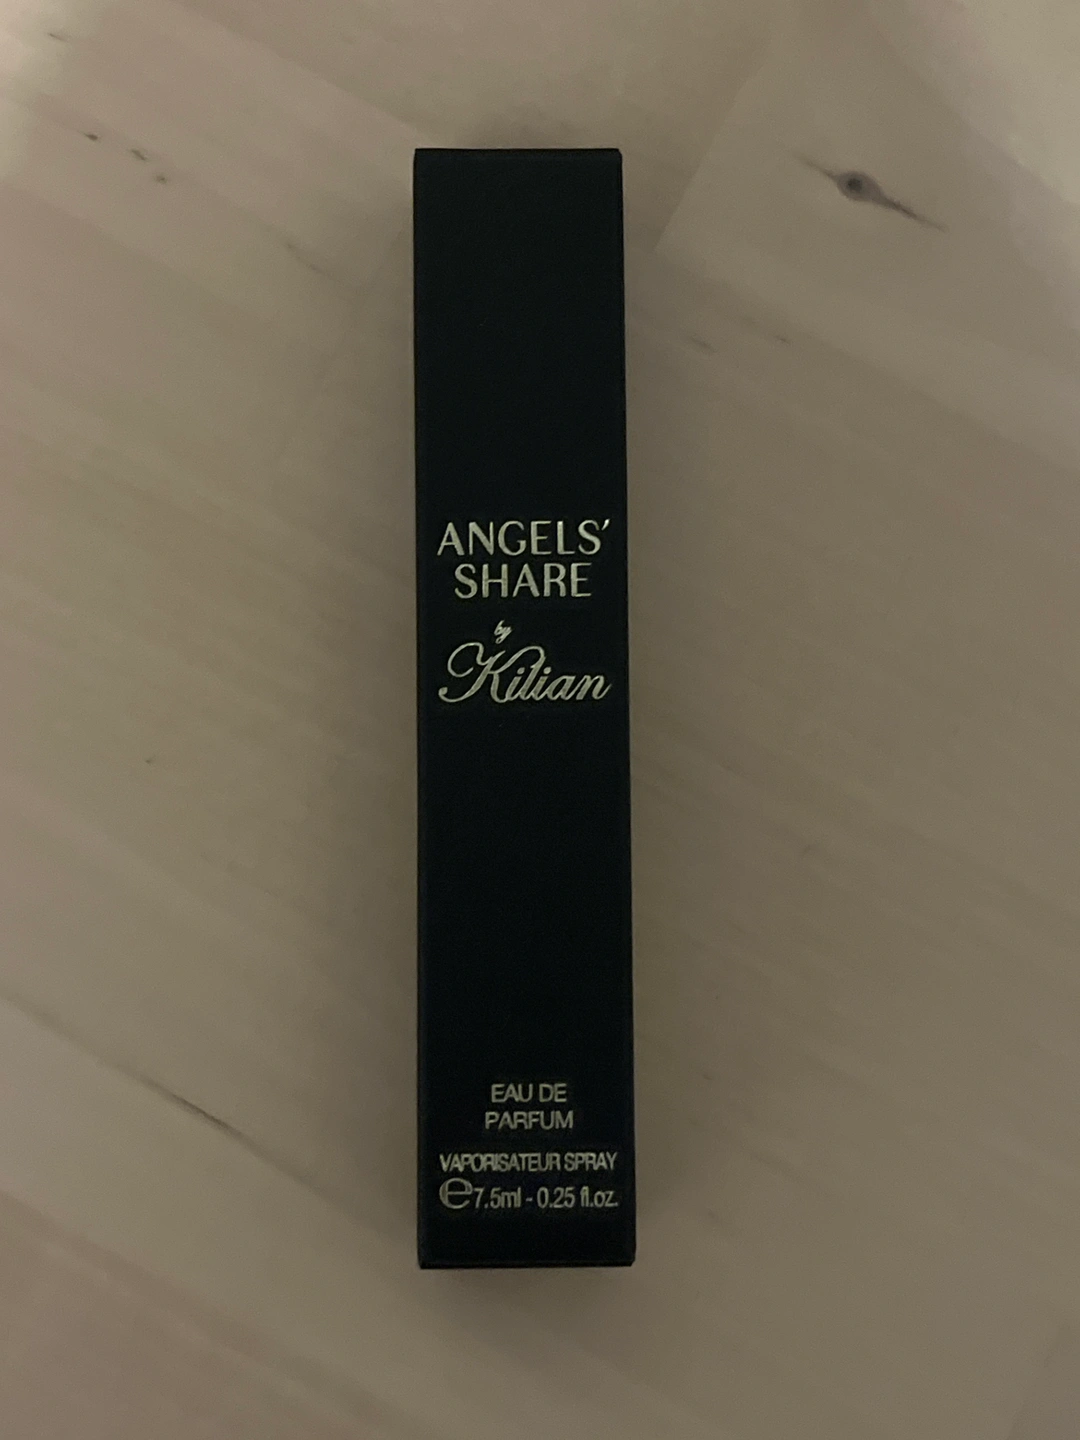 ANGELS’
SHARE
by
Kilian
EAU DE
PARFUM
VAPORISATEUR SPRAY
℮7.5ml - 0.25 fl.oz.